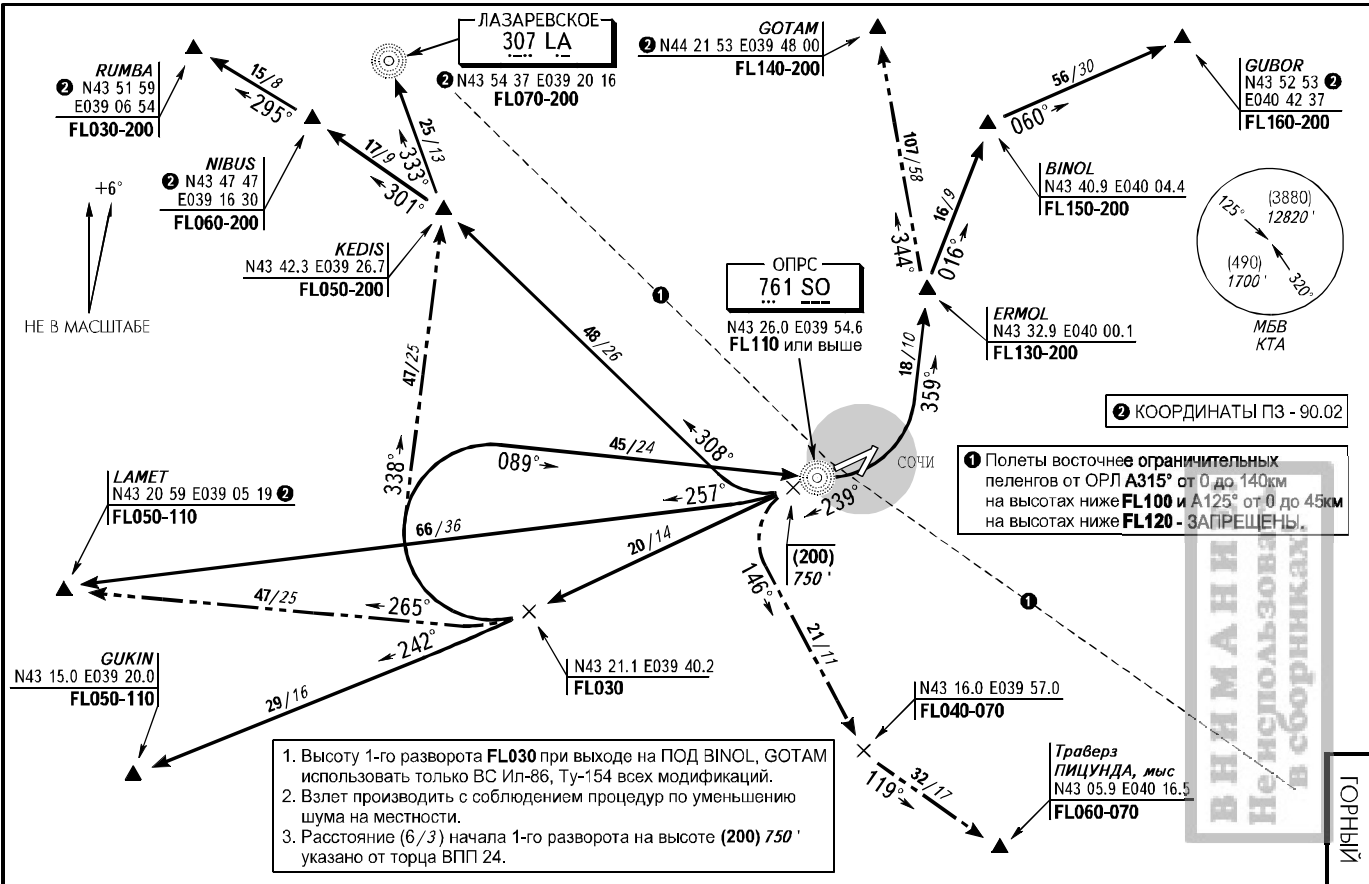 RUMBA
❷ N43 51 59
E039 06 54
FL030-200
15/8
295°
ЛАЗАРЕВСКОЕ
307 LA
❷ N43 54 37 E039 20 16
FL070-200
GOTAM
❷ N44 21 53 E039 48 00
FL140-200
56/30
060°
GUBOR
N43 52 53 ❷
E040 42 37
FL160-200
25/13
333°
17/9
301°
107/58
344°
NIBUS
❷ N43 47 47
E039 16 30
FL060-200
+6°
НЕ В МАСШТАБЕ
BINOL
N43 40.9 E040 04.4
FL150-200
16/9
016°
125°
(3880)
12820 '
(490)
1700 '
320°
МБВ
КТА
KEDIS
N43 42.3 E039 26.7
FL050-200
ОПРС
761 SO
N43 26.0 E039 54.6
FL110 или выше
❶
ERMOL
N43 32.9 E040 00.1
FL130-200
48/26
47/25
18/10
359°
❷ КООРДИНАТЫ ПЗ - 90.02
338°
089°
45/24
308°
СОЧИ
❶ Полеты восточнее ограничительных
пеленгов от ОРЛ А315° от 0 до 140км
на высотах ниже FL100 и А125° от 0 до 45км
на высотах ниже FL120 - ЗАПРЕЩЕНЫ.
LAMET
N43 20 59 E039 05 19 ❷
FL050-110
257°
239°
66/36
20/14
(200)
750 '
146°
47/25
265°
242°
21/11
❶
GUKIN
N43 15.0 E039 20.0
FL050-110
29/16
N43 21.1 E039 40.2
FL030
N43 16.0 E039 57.0
FL040-070
119°
32/17
Траверз
ПИЦУНДА, мыс
N43 05.9 E040 16.5
FL060-070
1. Высоту 1-го разворота FL030 при выходе на ПОД BINOL, GOTAM
использовать только ВС Ил-86, Ту-154 всех модификаций.
2. Взлет производить с соблюдением процедур по уменьшению
шума на местности.
3. Расстояние (6/3) начала 1-го разворота на высоте (200) 750 '
указано от торца ВПП 24.
ВНИМАНИЕ
Не использоват
в сборниках.
ГОРНЫЙ